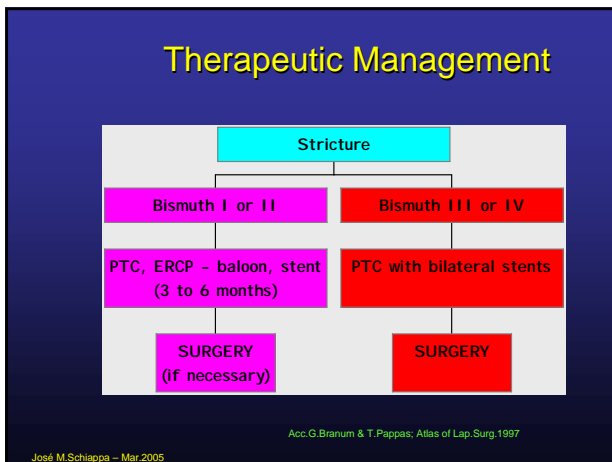 Therapeutic Management
Stricture
Bismuth I or II
Bismuth III or IV
PTC, ERCP - baloon, stent
(3 to 6 months)
PTC with bilateral stents
SURGERY
(if necessary)
SURGERY
Acc.G.Branum & T.Pappas; Atlas of Lap.Surg.1997
José M.Schiappa – Mar.2005